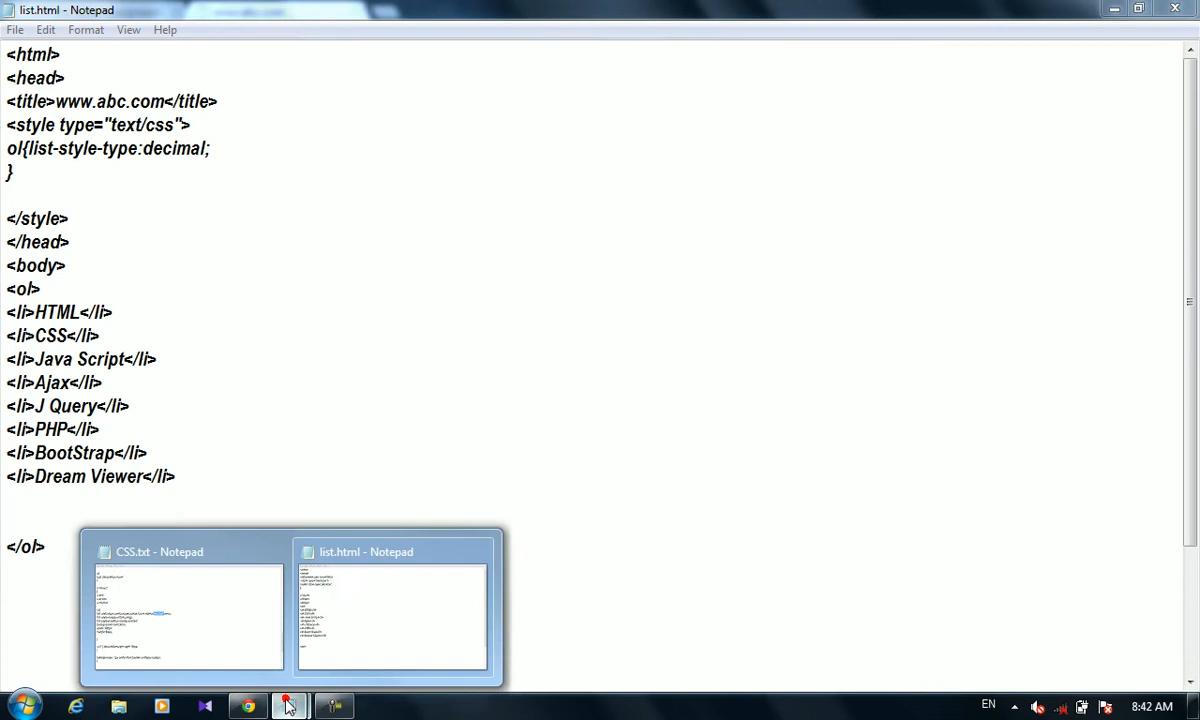 list.html - Notepad
File Edit Format View Help
<html>
<head>
<title>www.abc.com</title>
<style type="text/css">
ol{list-style-type:decimal;
}
</style>
</head>
<body>
<ol>
<li>HTML</li>
<li>CSS</li>
<li>Java Script</li>
<li>Ajax</li>
<li>J Query</li>
<li>PHP</li>
<li>BootStrap</li>
<li>Dream Viewer</li>
</ol>
CSS.txt - Notepad
list.html - Notepad
EN
8:42 AM